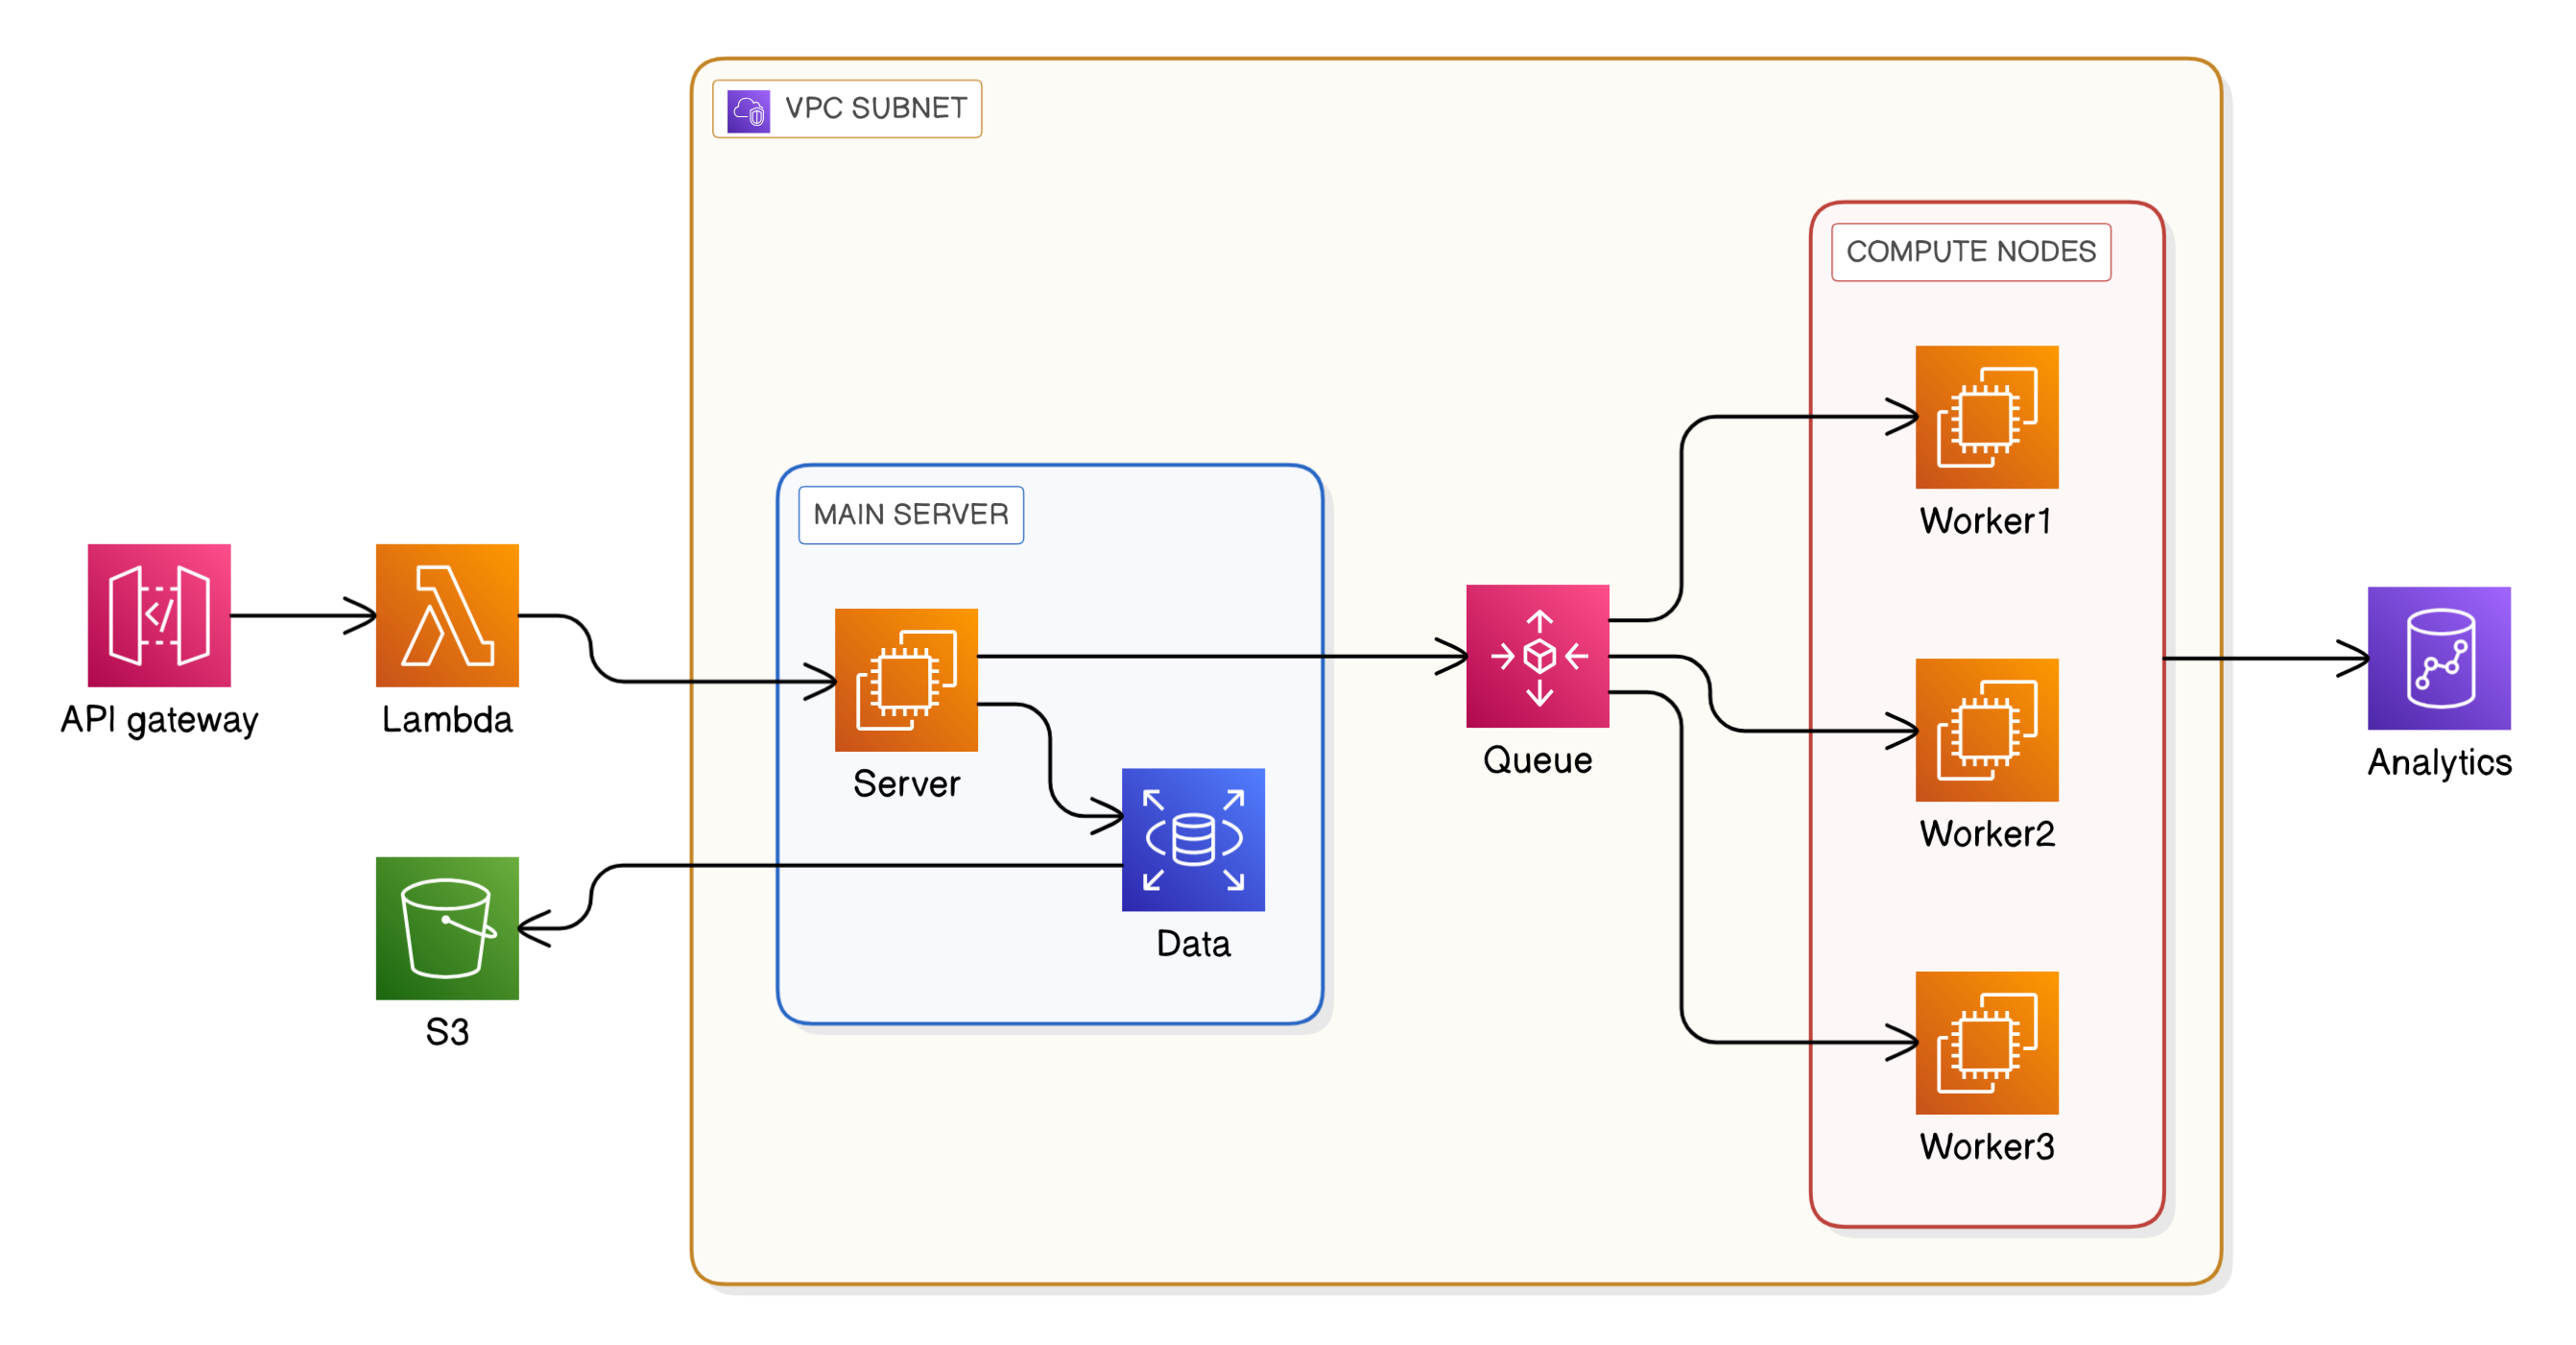 VPC SUBNET
COMPUTE NODES
MAIN SERVER
Worker1
API gateway
Lambda
Server
Queue
Analytics
Worker2
Data
S3
Worker3